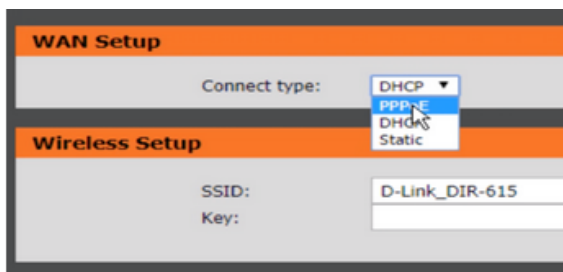 WAN Setup
Connect type: DHCP
PPPoE
DHCP
Static
Wireless Setup
SSID: D-Link_DIR-615
Key: